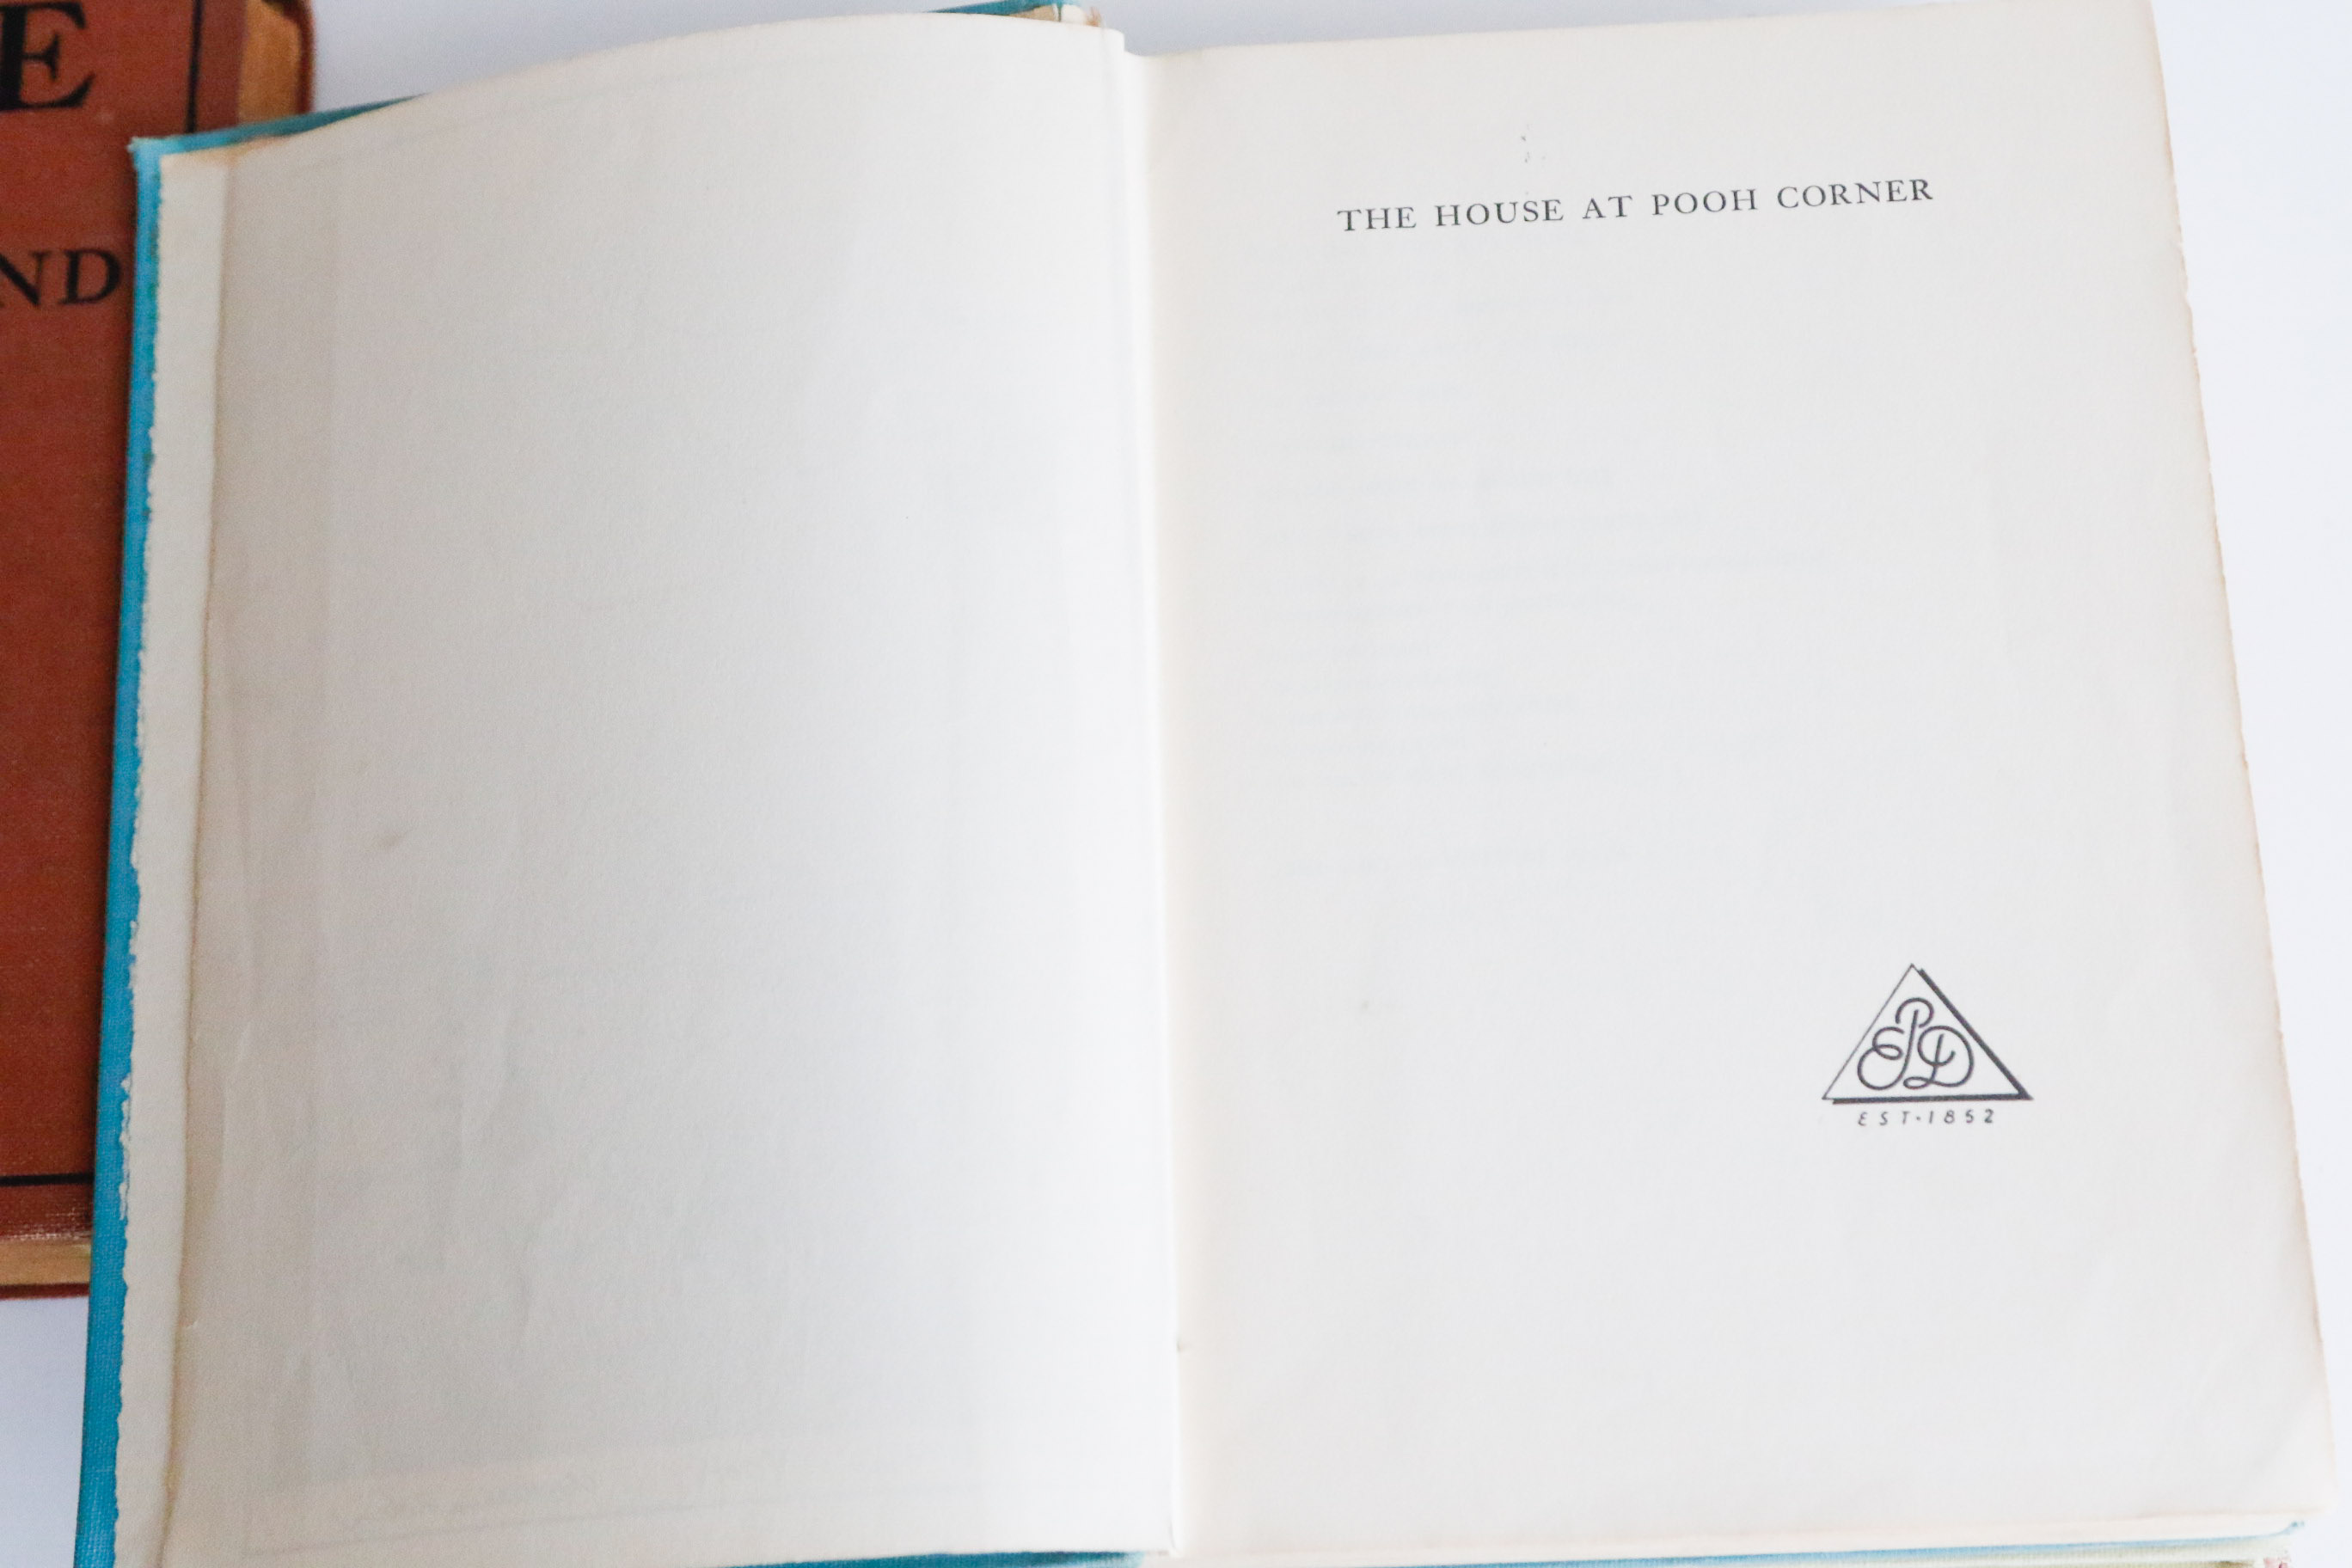 E
ND
THE HOUSE AT POOH CORNER
EPD
EST·1852